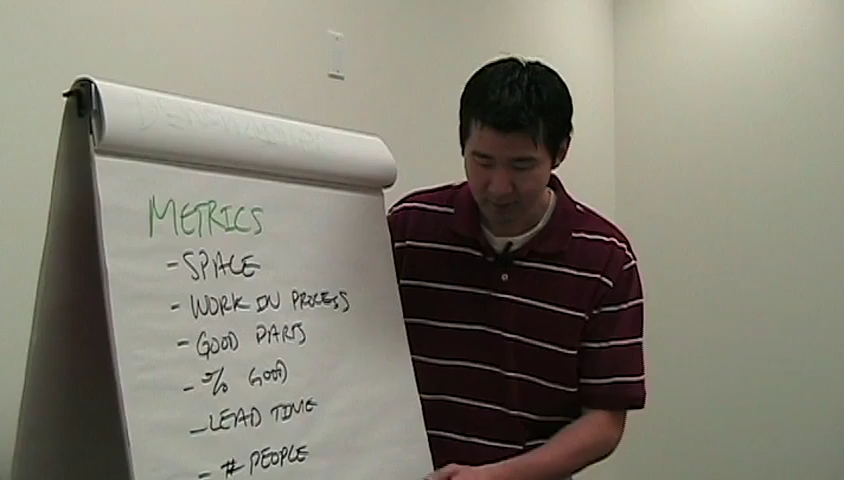 METRICS
- SPACE
- WORK IN PROCESS
- GOOD PARTS
- % GOOD
- LEAD TIME
- # PEOPLE